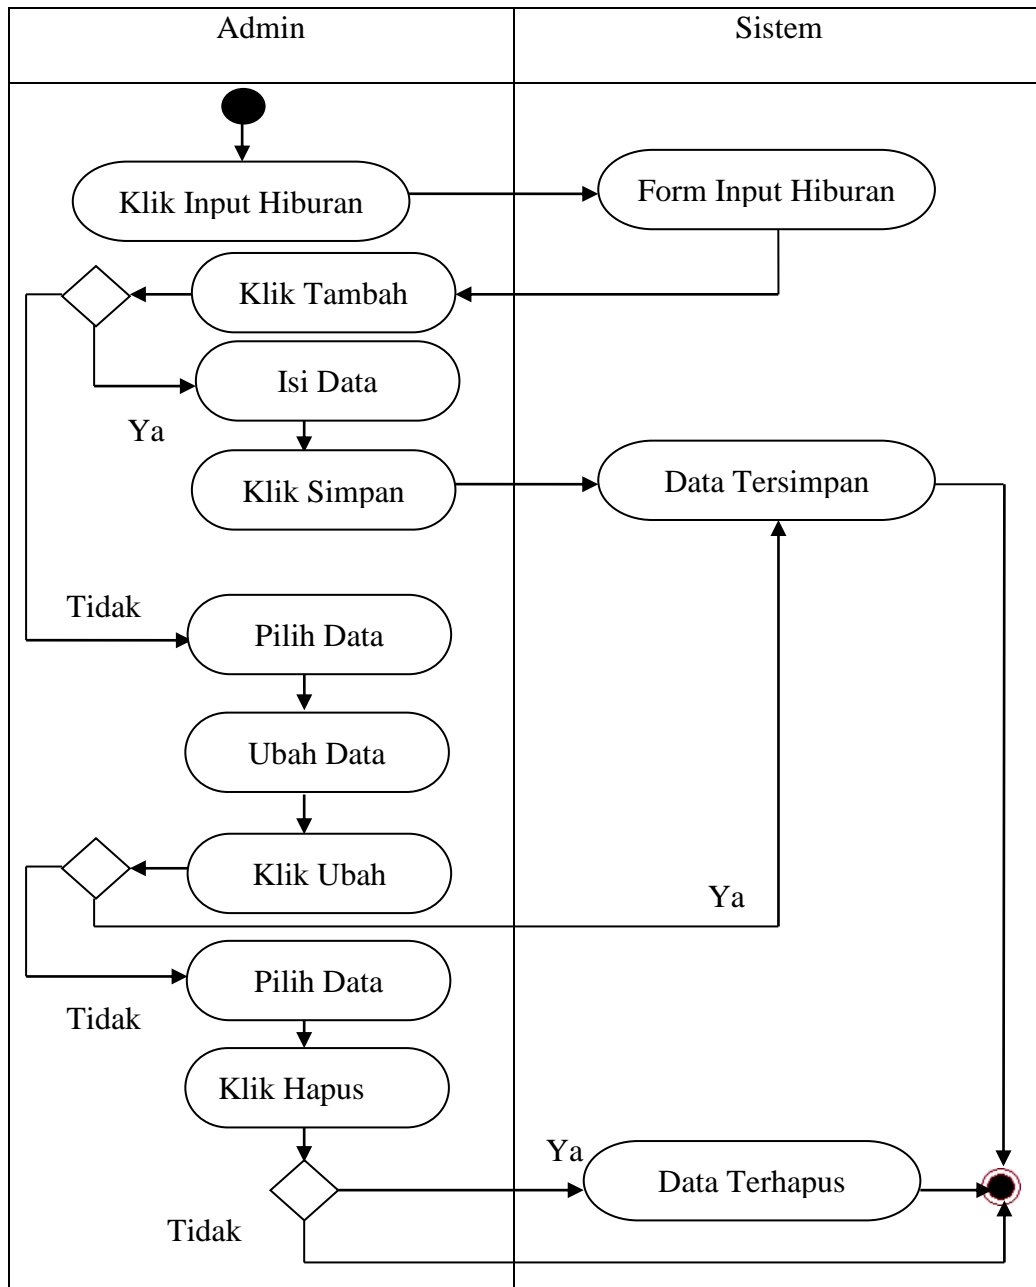 Admin
Sistem
Klik Input Hiburan
Form Input Hiburan
Klik Tambah
Isi Data
Ya
Klik Simpan
Data Tersimpan
Tidak
Pilih Data
Ubah Data
Klik Ubah
Ya
Pilih Data
Tidak
Klik Hapus
Ya
Data Terhapus
Tidak